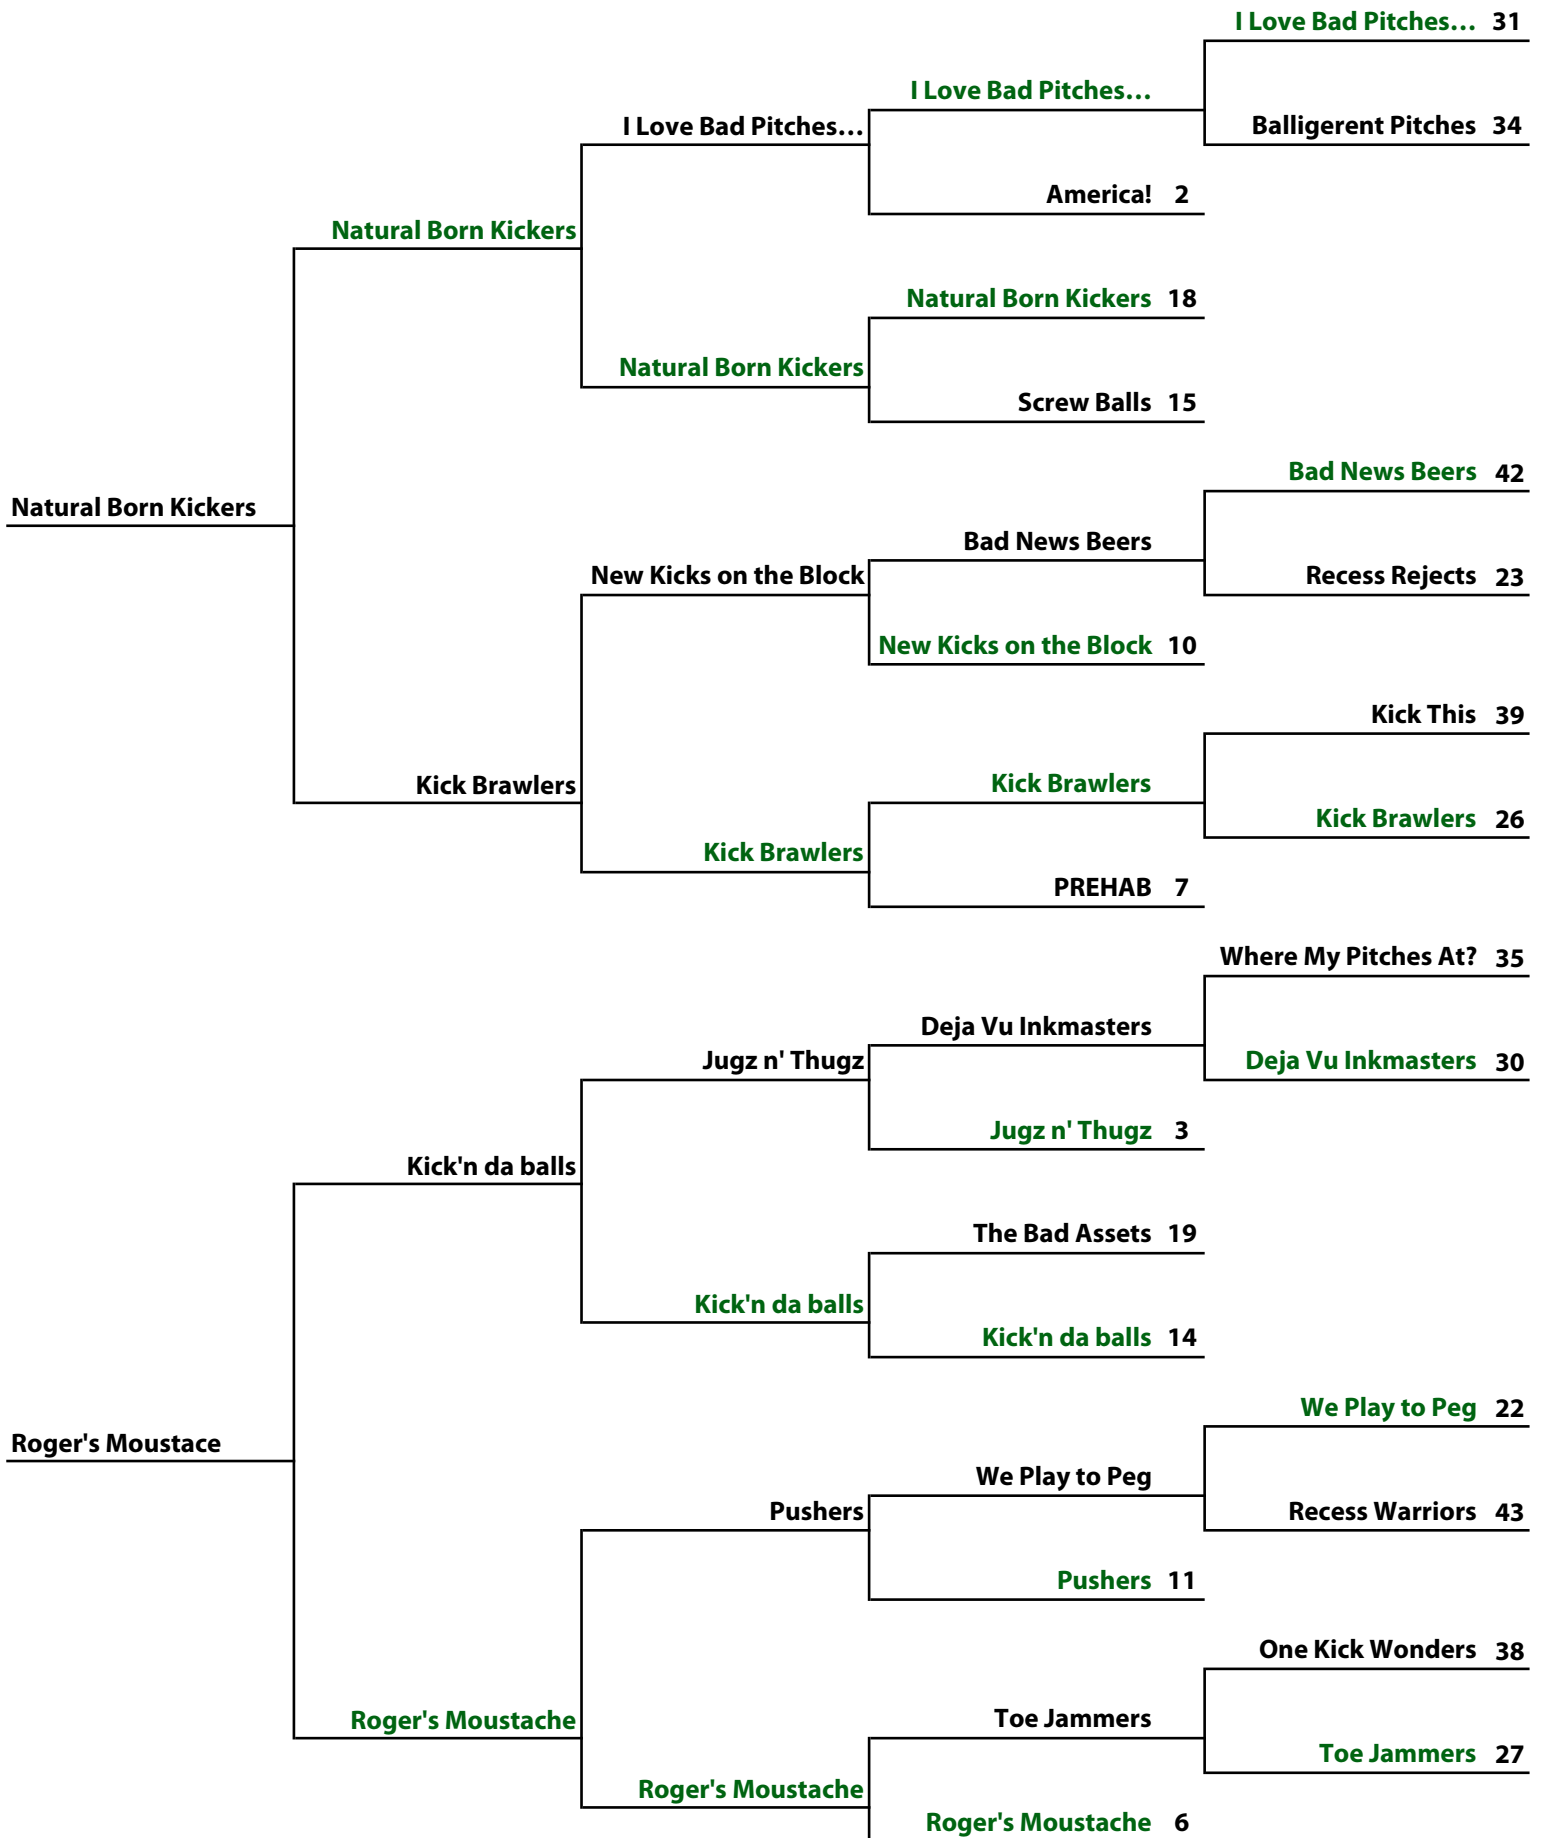 I Love Bad Pitches... 31
I Love Bad Pitches...
I Love Bad Pitches...
Balligerent Pitches 34
America! 2
Natural Born Kickers
Natural Born Kickers 18
Natural Born Kickers
Screw Balls 15
Bad News Beers 42
Natural Born Kickers
Bad News Beers
New Kicks on the Block
Recess Rejects 23
New Kicks on the Block 10
Kick This 39
Kick Brawlers
Kick Brawlers
Kick Brawlers 26
Kick Brawlers
PREHAB 7
Where My Pitches At? 35
Deja Vu Inkmasters
Jugz n' Thugz
Deja Vu Inkmasters 30
Jugz n' Thugz 3
Kick'n da balls
The Bad Assets 19
Kick'n da balls
Kick'n da balls 14
We Play to Peg 22
Roger's Moustace
We Play to Peg
Pushers
Recess Warriors 43
Pushers 11
One Kick Wonders 38
Roger's Moustache
Toe Jammers
Toe Jammers 27
Roger's Moustache
Roger's Moustache 6